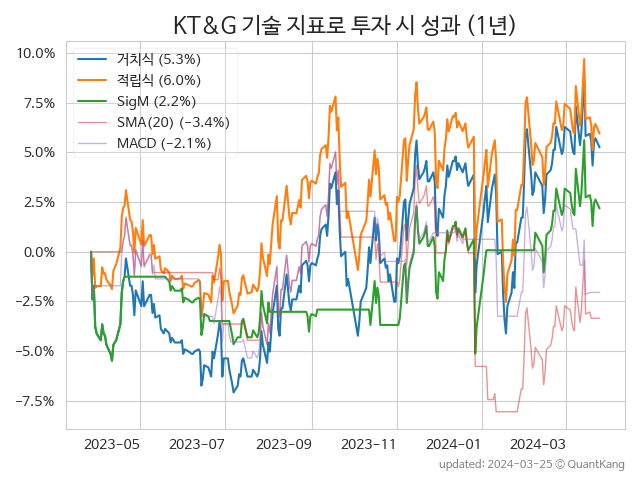 KT&G 기술 지표로 투자 시 성과 (1년)
10.0%
7.5%
5.0%
2.5%
0.0%
−2.5%
−5.0%
−7.5%
거치식 (5.3%)
적립식 (6.0%)
SigM (2.2%)
SMA(20) (−3.4%)
MACD (−2.1%)
2023-05
2023-07
2023-09
2023-11
2024-01
2024-03
updated: 2024-03-25 ⓒ QuantKang